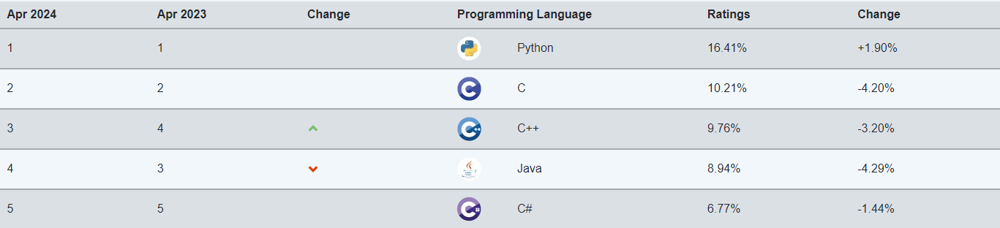 Apr 2024 Apr 2023 Change Programming Language Ratings Change
1 1 Python 16.41% +1.90%
2 2 C 10.21% -4.20%
3 4 C++ 9.76% -3.20%
4 3 Java 8.94% -4.29%
5 5 C# 6.77% -1.44%